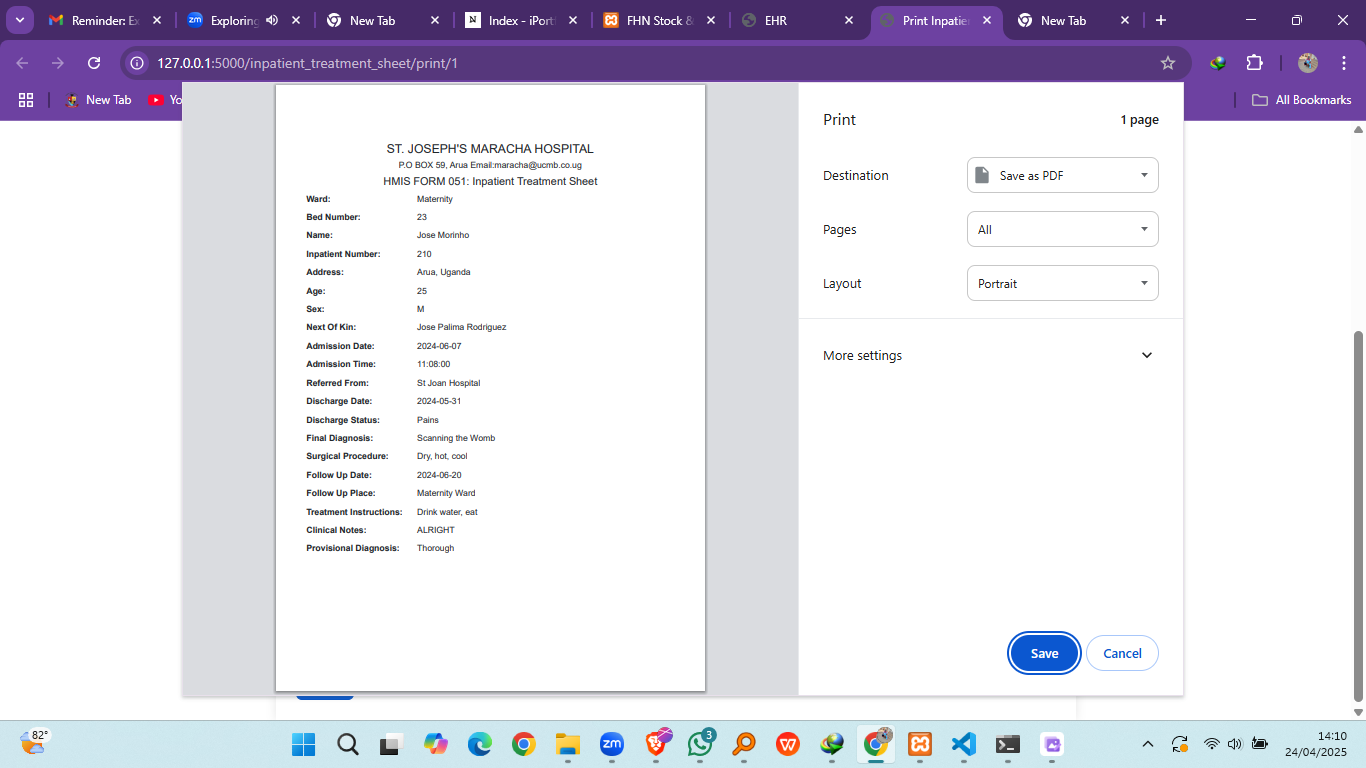 Reminder: Ex
zm Exploring
New Tab
N Index - iPort
FHN Stock &
EHR
Print Inpatie
New Tab
127.0.0.1:5000/inpatient_treatment_sheet/print/1
New Tab
Yo
All Bookmarks
ST. JOSEPH'S MARACHA HOSPITAL
P.O BOX 59, Arua Email:maracha@ucmb.co.ug
HMIS FORM 051: Inpatient Treatment Sheet
Ward: Maternity
Bed Number: 23
Name: Jose Morinho
Inpatient Number: 210
Address: Arua, Uganda
Age: 25
Sex: M
Next Of Kin: Jose Palima Rodriguez
Admission Date: 2024-06-07
Admission Time: 11:08:00
Referred From: St Joan Hospital
Discharge Date: 2024-05-31
Discharge Status: Pains
Final Diagnosis: Scanning the Womb
Surgical Procedure: Dry, hot, cool
Follow Up Date: 2024-06-20
Follow Up Place: Maternity Ward
Treatment Instructions: Drink water, eat
Clinical Notes: ALRIGHT
Provisional Diagnosis: Thorough
Print 1 page
Destination Save as PDF
Pages All
Layout Portrait
More settings
Save Cancel
82°
zm
3
W
14:10
24/04/2025